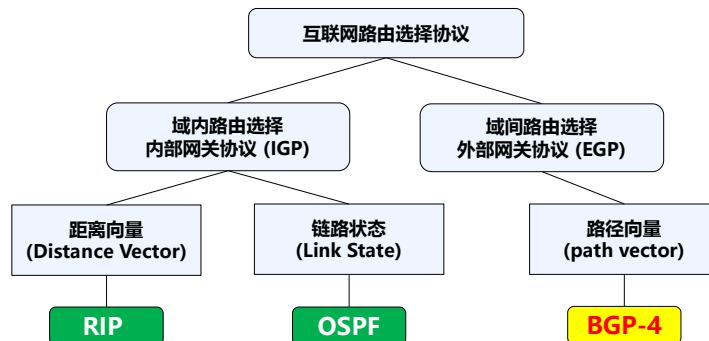 互联网路由选择协议
域内路由选择
内部网关协议 (IGP)
域间路由选择
外部网关协议 (EGP)
距离向量
(Distance Vector)
链路状态
(Link State)
路径向量
(path vector)
RIP
OSPF
BGP-4